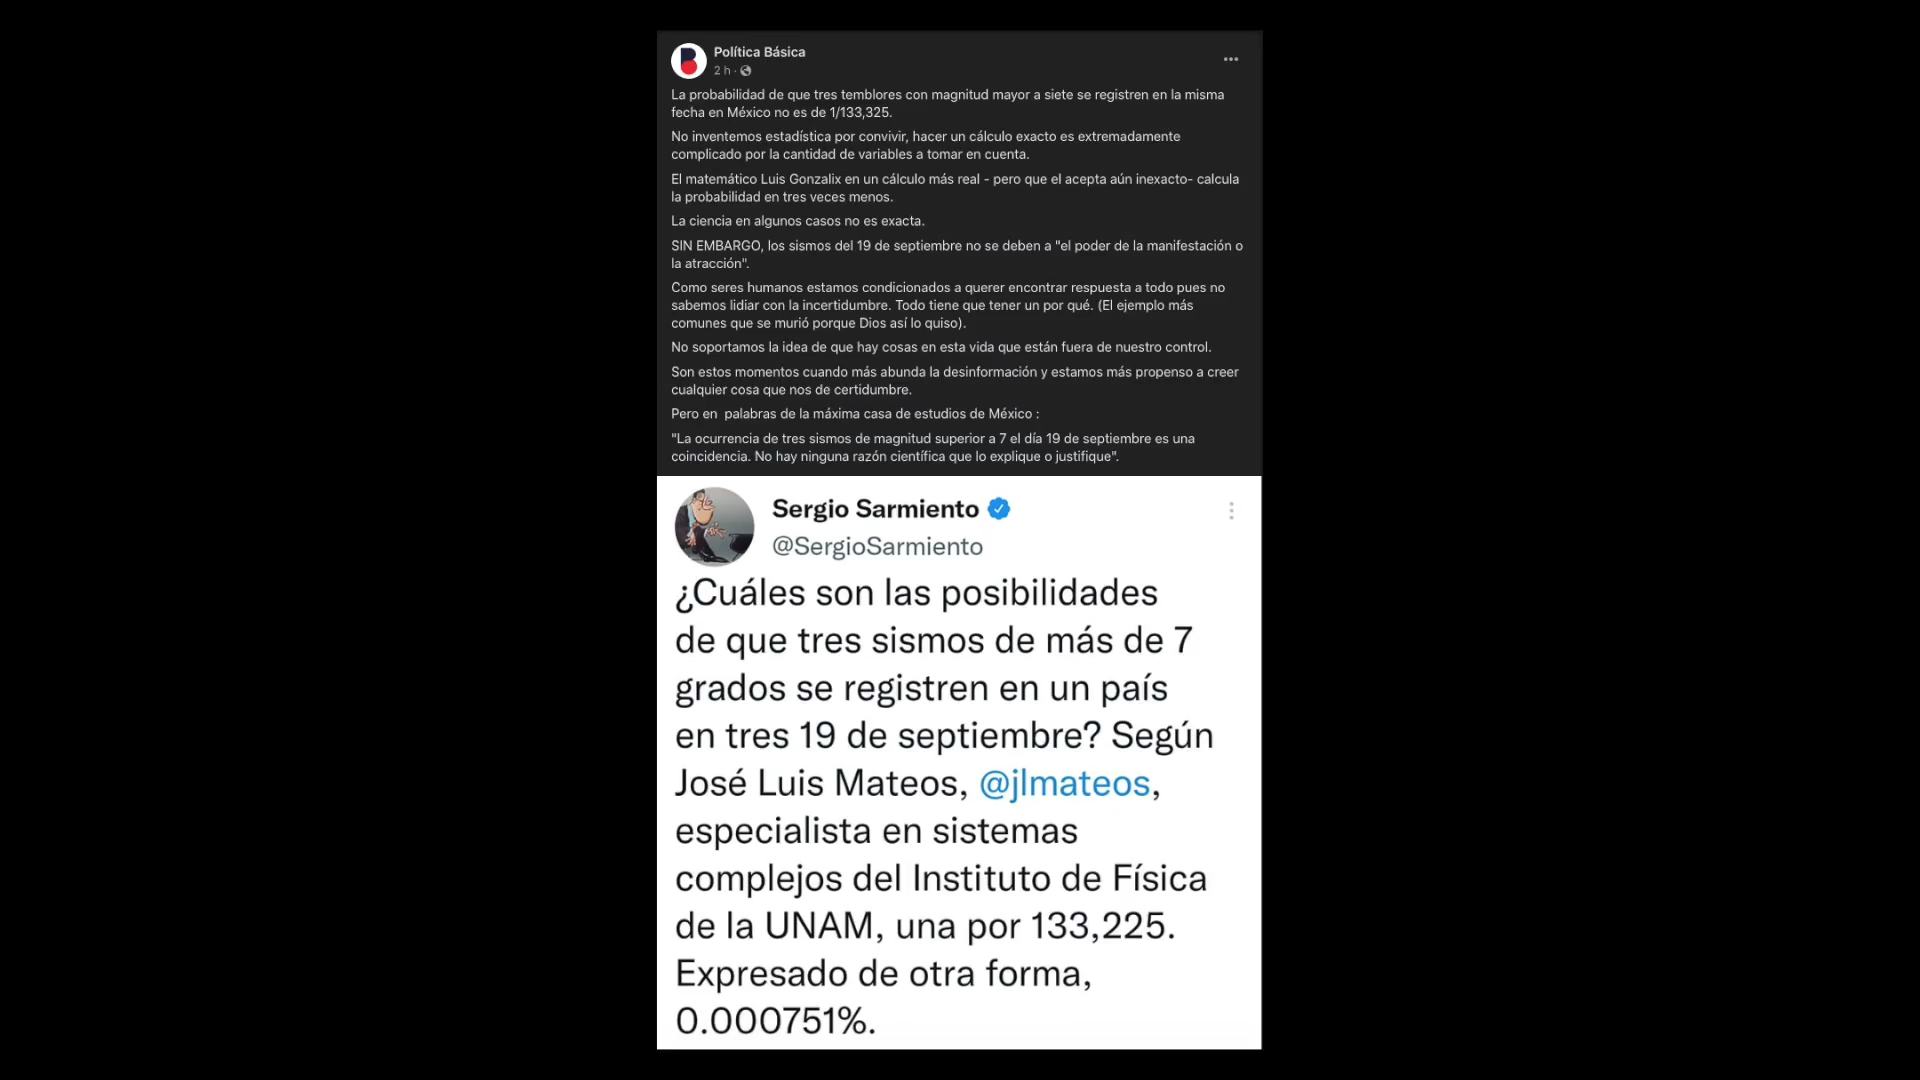 Política Básica
2 h ·
La probabilidad de que tres temblores con magnitud mayor a siete se registren en la misma
fecha en México no es de 1/133,325.
No inventemos estadística por convivir, hacer un cálculo exacto es extremadamente
complicado por la cantidad de variables a tomar en cuenta.
El matemático Luis Gonzalix en un cálculo más real - pero que el acepta aún inexacto- calcula
la probabilidad en tres veces menos.
La ciencia en algunos casos no es exacta.
SIN EMBARGO, los sismos del 19 de septiembre no se deben a "el poder de la manifestación o
la atracción".
Como seres humanos estamos condicionados a querer encontrar respuesta a todo pues no
sabemos lidiar con la incertidumbre. Todo tiene que tener un por qué. (El ejemplo más
comunes que se murió porque Dios así lo quiso).
No soportamos la idea de que hay cosas en esta vida que están fuera de nuestro control.
Son estos momentos cuando más abunda la desinformación y estamos más propenso a creer
cualquier cosa que nos de certidumbre.
Pero en  palabras de la máxima casa de estudios de México :
"La ocurrencia de tres sismos de magnitud superior a 7 el día 19 de septiembre es una
coincidencia. No hay ninguna razón científica que lo explique o justifique".
Sergio Sarmiento
@SergioSarmiento
¿Cuáles son las posibilidades
de que tres sismos de más de 7
grados se registren en un país
en tres 19 de septiembre? Según
José Luis Mateos, @jlmateos,
especialista en sistemas
complejos del Instituto de Física
de la UNAM, una por 133,225.
Expresado de otra forma,
0.000751%.